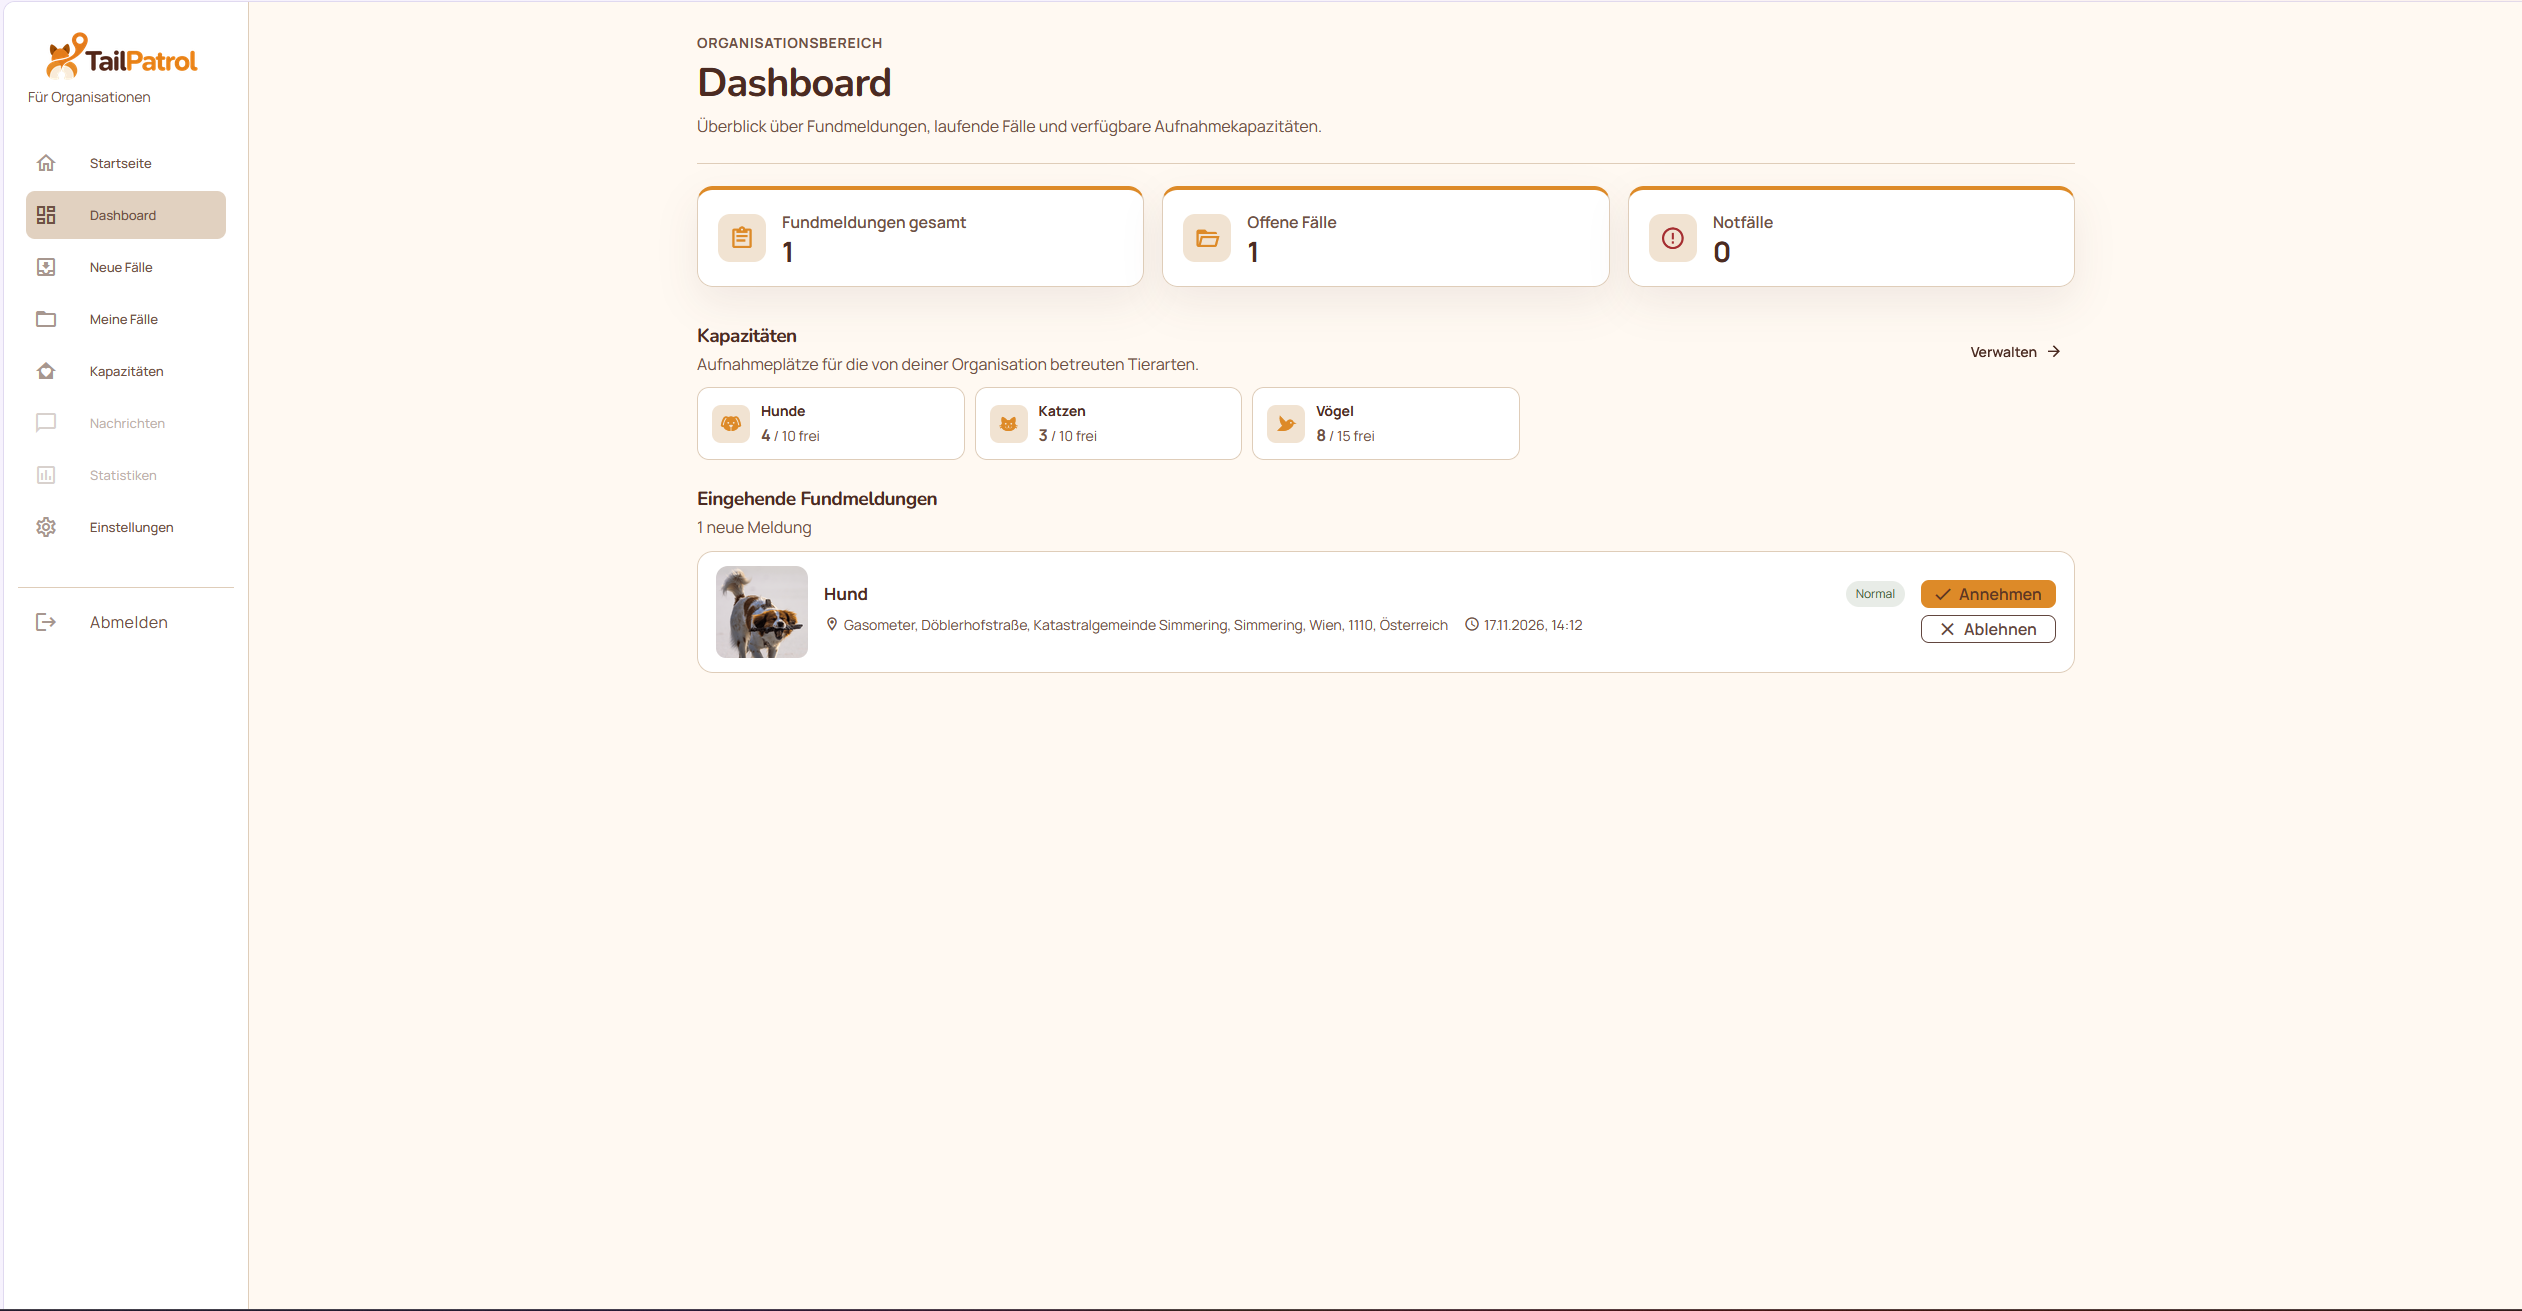 TailPatrol
Für Organisationen
Startseite
Dashboard
Neue Fälle
Meine Fälle
Kapazitäten
Nachrichten
Statistiken
Einstellungen
Abmelden
ORGANISATIONSBEREICH
Dashboard
Überblick über Fundmeldungen, laufende Fälle und verfügbare Aufnahmekapazitäten.
Fundmeldungen gesamt
1
Offene Fälle
1
Notfälle
0
Kapazitäten
Aufnahmeplätze für die von deiner Organisation betreuten Tierarten.
Verwalten
Hunde
4 / 10 frei
Katzen
3 / 10 frei
Vögel
8 / 15 frei
Eingehende Fundmeldungen
1 neue Meldung
Hund
Gasometer, Döblerhofstraße, Katastralgemeinde Simmering, Simmering, Wien, 1110, Österreich 17.11.2026, 14:12
Normal
Annehmen
Ablehnen